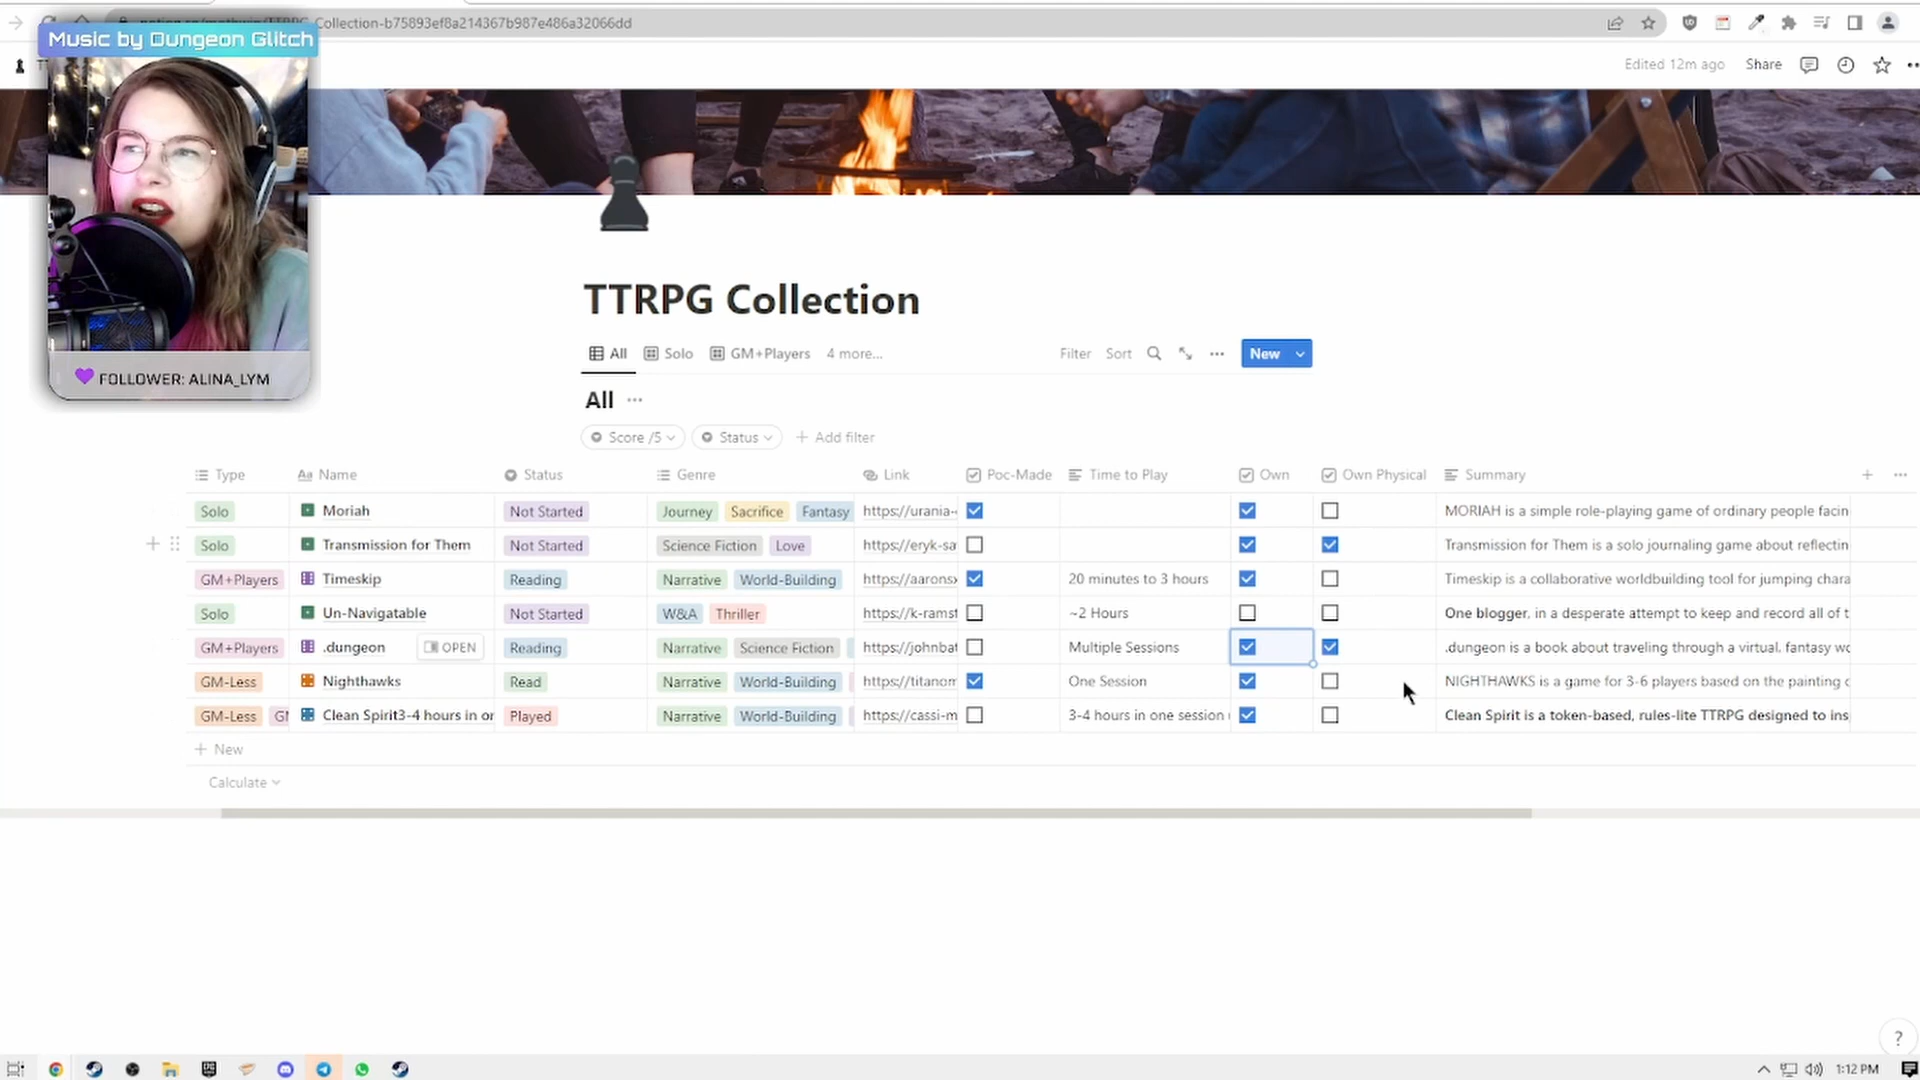 Collection-b75893ef8a214367b987e486a32066dd
Music by Dungeon Glitch
Edited 12m ago Share
FOLLOWER: ALINA_LYM
TTRPG Collection
All Solo GM+Players 4 more... Filter Sort New
All
Score /5 Status Add filter
Type Aa Name Status Genre Link Poc-Made Time to Play Own Own Physical Summary
Solo Moriah Not Started Journey Sacrifice Fantasy https://urania- MORIAH is a simple role-playing game of ordinary people facin
Solo Transmission for Them Not Started Science Fiction Love https://eryk-sa Transmission for Them is a solo journaling game about reflectin
GM+Players Timeskip Reading Narrative World-Building https://aarons 20 minutes to 3 hours Timeskip is a collaborative worldbuilding tool for jumping chara
Solo Un-Navigatable Not Started W&A Thriller https://k-ramst ~2 Hours One blogger, in a desperate attempt to keep and record all of t
GM+Players .dungeon OPEN Reading Narrative Science Fiction https://johnbat Multiple Sessions .dungeon is a book about traveling through a virtual, fantasy wo
GM-Less Nighthawks Read Narrative World-Building https://titanom One Session NIGHTHAWKS is a game for 3-6 players based on the painting
GM-Less Clean Spirit3-4 hours in or Played Narrative World-Building https://cassi-m 3-4 hours in one session Clean Spirit is a token-based, rules-lite TTRPG designed to ins
New
Calculate
?
1:12 PM